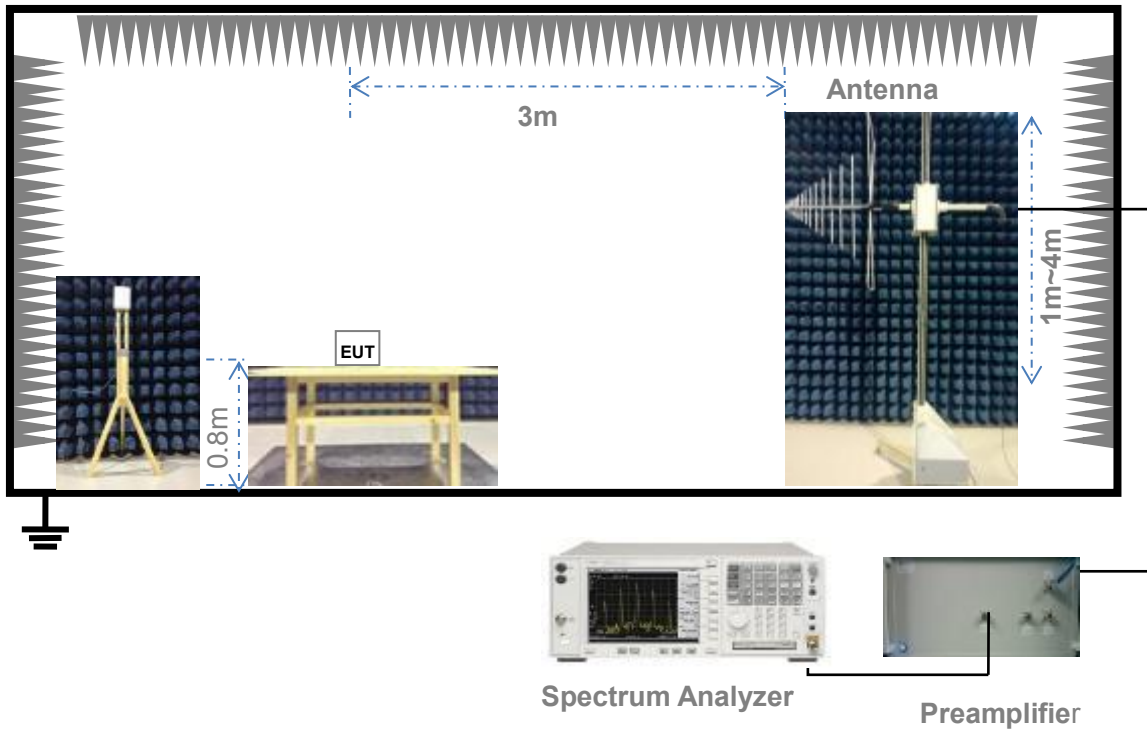 Antenna
3m
1m~4m
EUT
0.8m
Spectrum Analyzer
Preamplifier